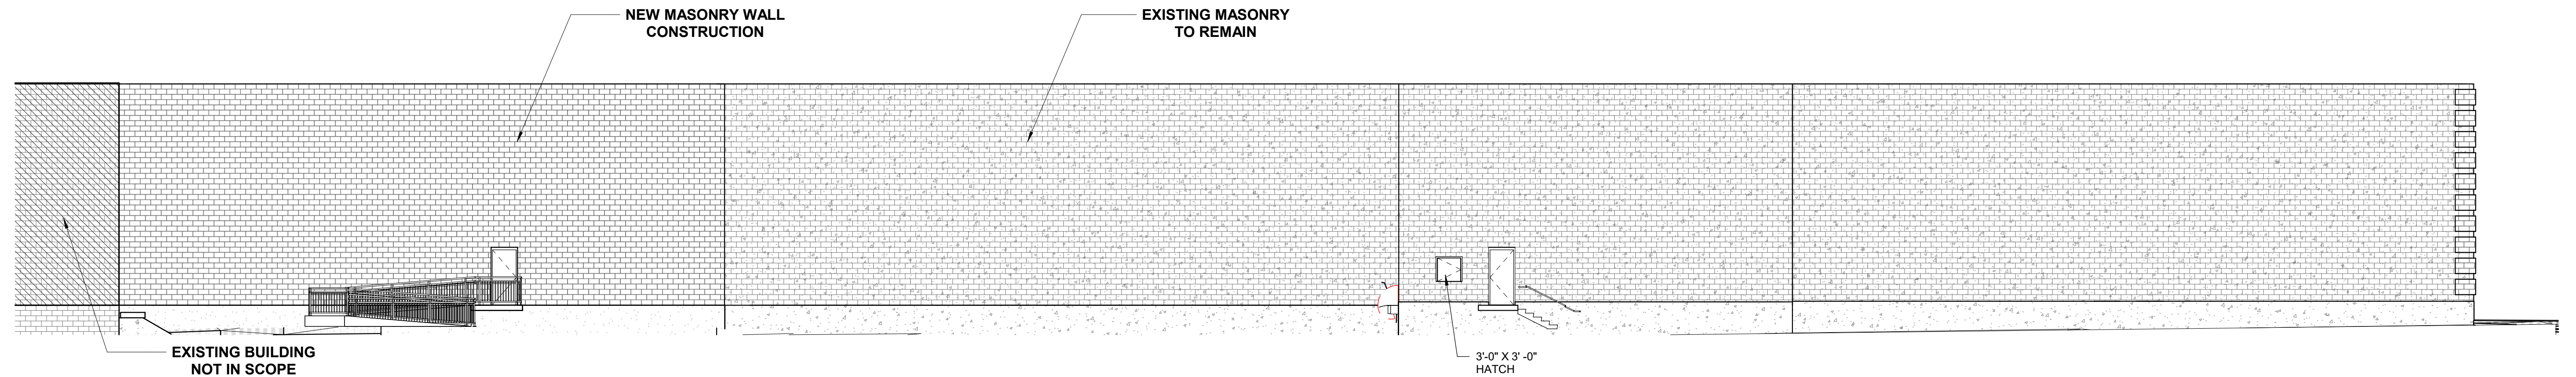 NEW MASONRY WALL
CONSTRUCTION
EXISTING MASONRY
TO REMAIN
EXISTING BUILDING
NOT IN SCOPE
3'-0" X 3' -0"
HATCH